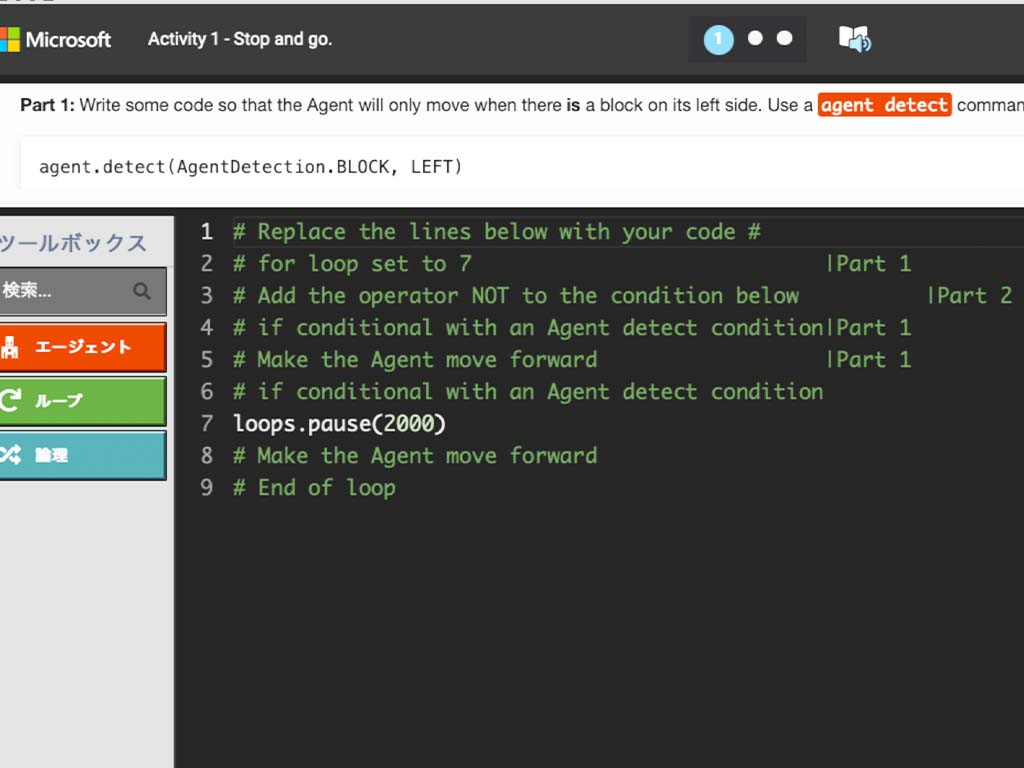 Microsoft
Activity 1 - Stop and go.
1
Part 1: Write some code so that the Agent will only move when there is a block on its left side. Use a agent detect
agent.detect(AgentDetection.BLOCK, LEFT)
ツールボックス
検索...
エージェント
ループ
論理
1 # Replace the lines below with your code #
2 # for loop set to 7 |Part 1
3 # Add the operator NOT to the condition below |Part 2
4 # if conditional with an Agent detect condition|Part 1
5 # Make the Agent move forward |Part 1
6 # if conditional with an Agent detect condition
7 loops.pause(2000)
8 # Make the Agent move forward
9 # End of loop